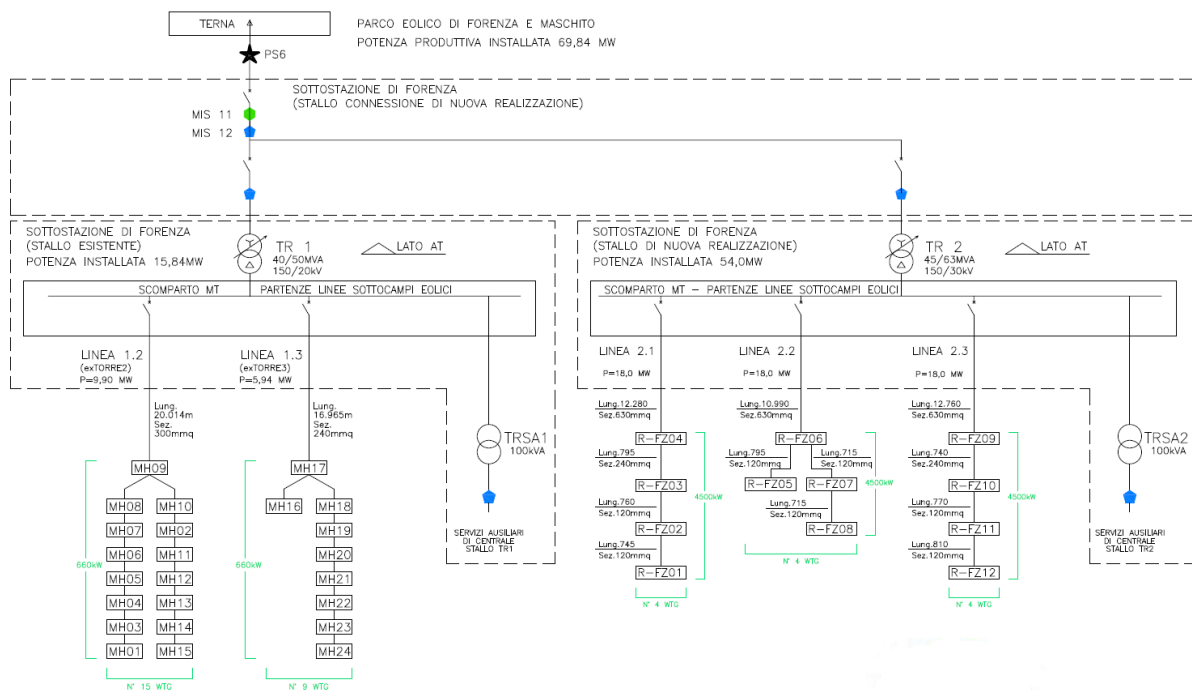 TERNA
PARCO EOLICO DI FORENZA E MASCHITO
POTENZA PRODUTTIVA INSTALLATA 69,84 MW
PS6
SOTTOSTAZIONE DI FORENZA
(STALLO CONNESSIONE DI NUOVA REALIZZAZIONE)
MIS 11
MIS 12
SOTTOSTAZIONE DI FORENZA
(STALLO ESISTENTE)
POTENZA INSTALLATA 15,84MW
TR 1
40/50MVA
150/20kV
LATO AT
SCOMPARTO MT
PARTENZE LINEE SOTTOCAMPI EOLICI
LINEA 1.2
(exTORRE2)
P=9,90 MW
LINEA 1.3
(exTORRE3)
P=5,94 MW
Lung.
20.014m
Sez.
300mmq
Lung.
16.965m
Sez.
240mmq
TRSA1
100kVA
SERVIZI AUSILIARI
DI CENTRALE
STALLO TR1
MH09
MH08 MH10
MH07 MH02
MH06 MH11
MH05 MH12
MH04 MH13
MH03 MH14
MH01 MH15
660kW
N° 15 WTG
MH17
MH16 MH18
MH19
MH20
MH21
MH22
MH23
MH24
660kW
N° 9 WTG
SOTTOSTAZIONE DI FORENZA
(STALLO DI NUOVA REALIZZAZIONE)
POTENZA INSTALLATA 54,0MW
TR 2
45/63MVA
150/30kV
LATO AT
SCOMPARTO MT – PARTENZE LINEE SOTTOCAMPI EOLICI
LINEA 2.1
P=18,0 MW
LINEA 2.2
P=18,0 MW
LINEA 2.3
P=18,0 MW
Lung.12.280
Sez.630mmq
R-FZ04
Lung.795
Sez.240mmq
R-FZ03
Lung.760
Sez.120mmq
R-FZ02
Lung.745
Sez.120mmq
R-FZ01
4500kW
N° 4 WTG
Lung.10.990
Sez.630mmq
R-FZ06
Lung.795
Sez.120mmq
Lung.715
Sez.120mmq
R-FZ05 R-FZ07
Lung.715
Sez.120mmq
R-FZ08
4500kW
N° 4 WTG
Lung.12.760
Sez.630mmq
R-FZ09
Lung.740
Sez.240mmq
R-FZ10
Lung.770
Sez.120mmq
R-FZ11
Lung.810
Sez.120mmq
R-FZ12
4500kW
N° 4 WTG
TRSA2
100kVA
SERVIZI AUSILIARI
DI CENTRALE
STALLO TR2